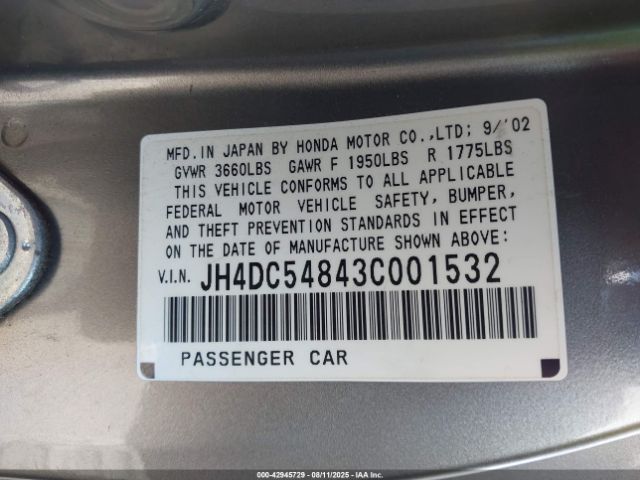 MFD. IN JAPAN BY HONDA MOTOR CO.,LTD; 9/'02
GVWR 3660LBS GAWR F 1950LBS R 1775LBS
THIS VEHICLE CONFORMS TO ALL APPLICABLE
FEDERAL MOTOR VEHICLE SAFETY, BUMPER,
AND THEFT PREVENTION STANDARDS IN EFFECT
ON THE DATE OF MANUFACTURE SHOWN ABOVE:
V.I.N. JH4DC54843C001532
PASSENGER CAR
000-42945729 - 08/11/2025 - IAAI.COM